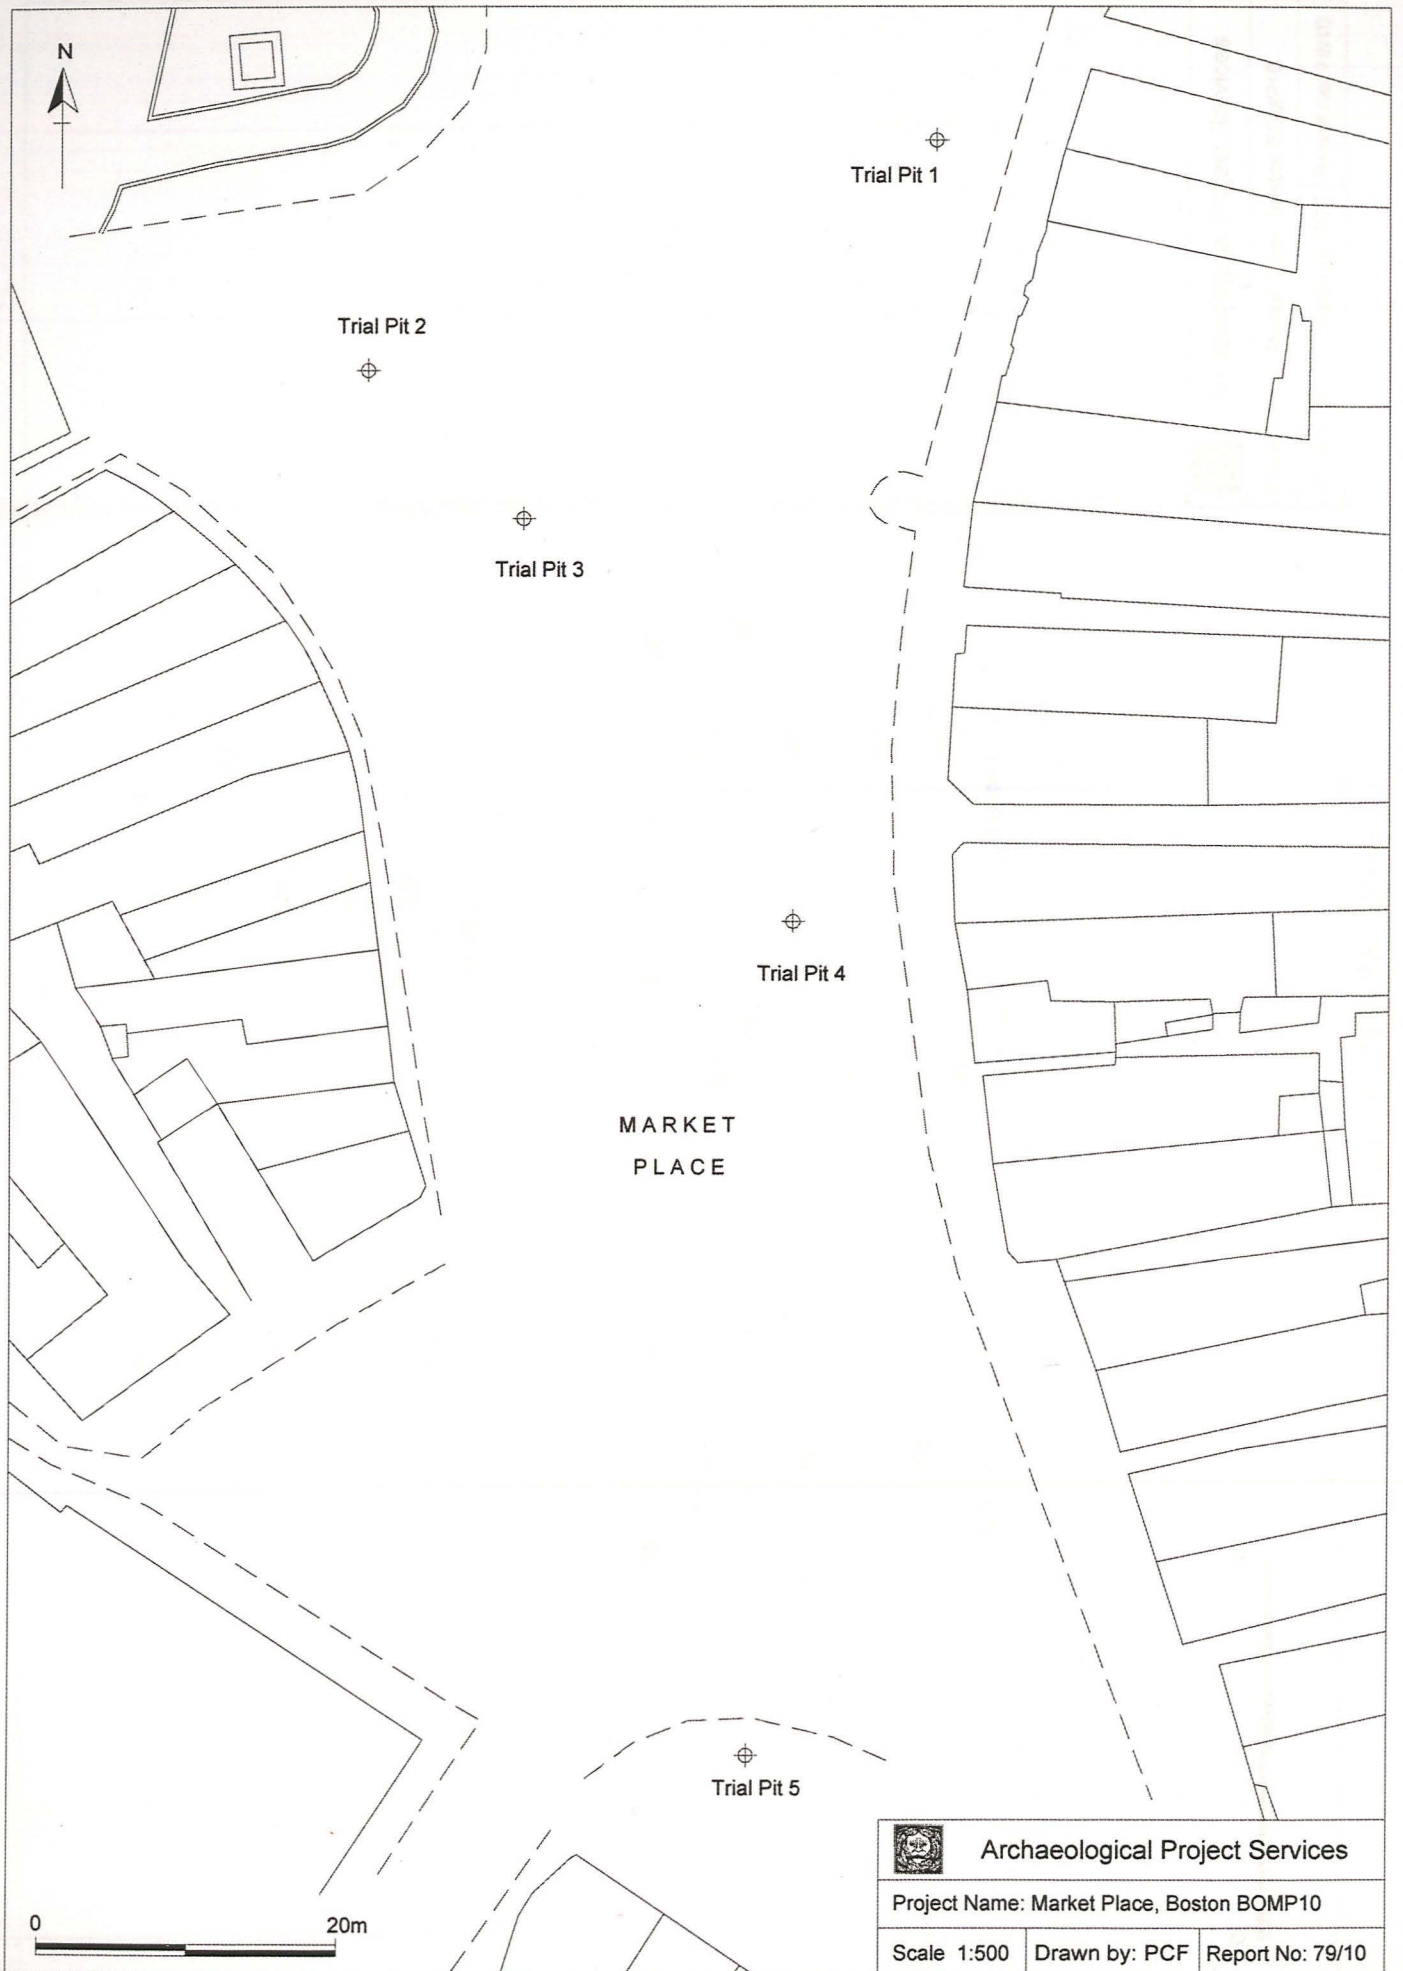 N
Trial Pit 1
Trial Pit 2
Trial Pit 3
Trial Pit 4
MARKET
PLACE
Trial Pit 5
0 20m
Archaeological Project Services
Project Name: Market Place, Boston BOMP10
Scale 1:500 Drawn by: PCF Report No: 79/10